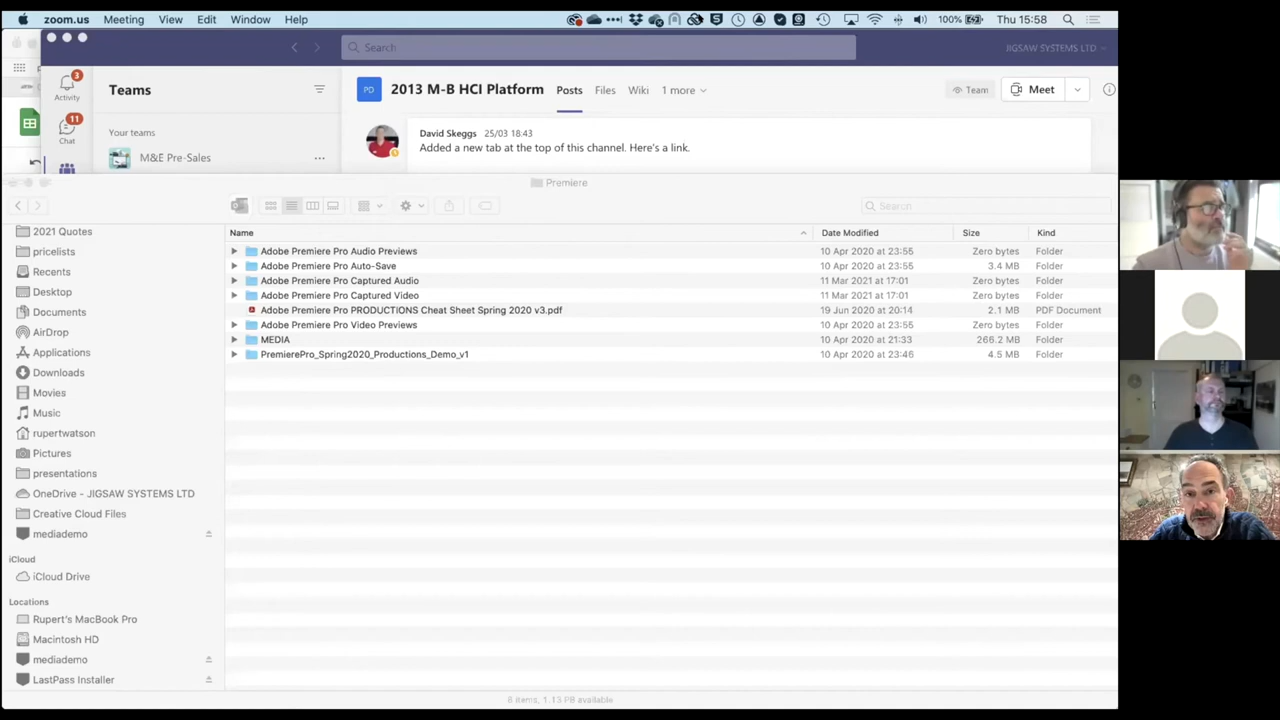 zoom.us Meeting View Edit Window Help 100% Thu 15:58
Search JIGSAW SYSTEMS LTD
3 Activity Teams PD 2013 M-B HCI Platform Posts Files Wiki 1 more Team Meet
11 Chat Your teams David Skeggs 25/03 18:43
M&E Pre-Sales Added a new tab at the top of this channel. Here's a link.
Premiere
Search
Name Date Modified Size Kind
Adobe Premiere Pro Audio Previews 10 Apr 2020 at 23:55 Zero bytes Folder
Adobe Premiere Pro Auto-Save 10 Apr 2020 at 23:55 3.4 MB Folder
Adobe Premiere Pro Captured Audio 11 Mar 2021 at 17:01 Zero bytes Folder
Adobe Premiere Pro Captured Video 11 Mar 2021 at 17:01 Zero bytes Folder
Adobe Premiere Pro PRODUCTIONS Cheat Sheet Spring 2020 v3.pdf 19 Jun 2020 at 20:14 2.1 MB PDF Document
Adobe Premiere Pro Video Previews 10 Apr 2020 at 23:55 Zero bytes Folder
MEDIA 10 Apr 2020 at 21:33 266.2 MB Folder
PremierePro_Spring2020_Productions_Demo_v1 10 Apr 2020 at 23:46 4.5 MB Folder
2021 Quotes
pricelists
Recents
Desktop
Documents
AirDrop
Applications
Downloads
Movies
Music
rupertwatson
Pictures
presentations
OneDrive - JIGSAW SYSTEMS LTD
Creative Cloud Files
mediademo
iCloud
iCloud Drive
Locations
Rupert's MacBook Pro
Macintosh HD
mediademo
LastPass Installer
6 items, 1.13 PB available